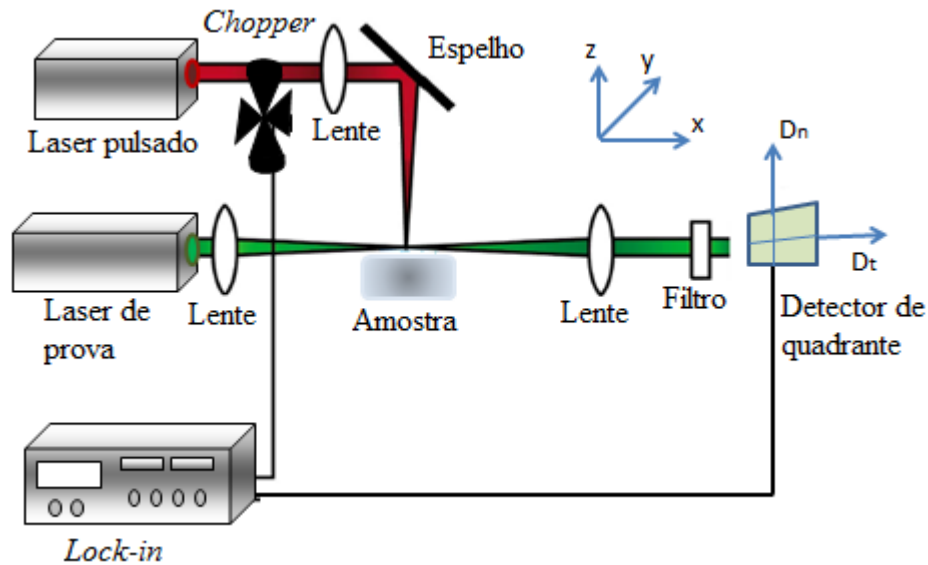 Chopper
Espelho
Laser pulsado
Lente
z
y
x
Dn
Dt
Laser de
prova
Lente
Amostra
Lente
Filtro
Detector de
quadrante
Lock-in